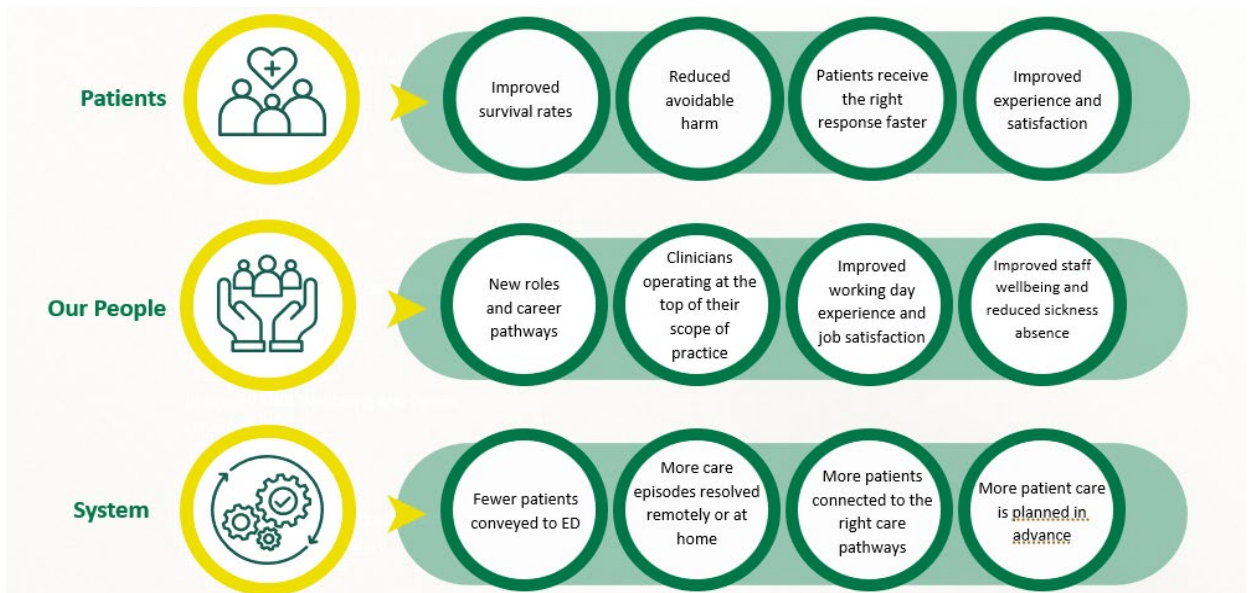 Patients
Improved
survival rates
Reduced
avoidable
harm
Patients receive
the right
response faster
Improved
experience and
satisfaction
Our People
New roles
and career
pathways
Clinicians
operating at the
top of their
scope of
practice
Improved
working day
experience and
job satisfaction
Improved staff
wellbeing and
reduced sickness
absence
System
Fewer patients
conveyed to ED
More care
episodes resolved
remotely or at
home
More patients
connected to the
right care
pathways
More patient care
is planned in
advance